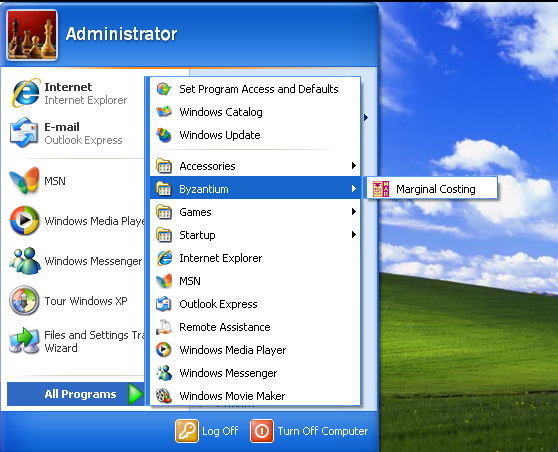 Administrator
Internet
Internet Explorer
E-mail
Outlook Express
MSN
Windows Media Playe
Windows Messenger
Tour Windows XP
Files and Settings Tra
Wizard
All Programs
Set Program Access and Defaults
Windows Catalog
Windows Update
Accessories
Byzantium
Games
Startup
Internet Explorer
MSN
Outlook Express
Remote Assistance
Windows Media Player
Windows Messenger
Windows Movie Maker
Marginal Costing
Log Off
Turn Off Computer